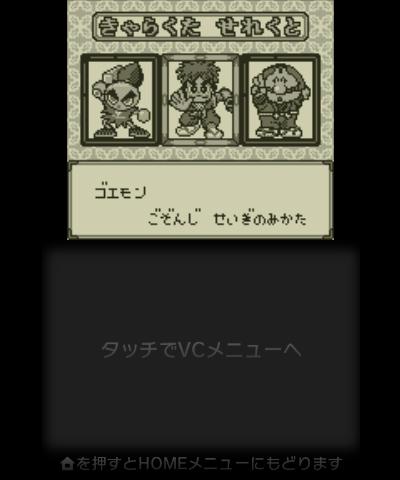 きゃらくた せれくと
ゴエモン
ごぞんじ せいぎのみかた
タッチでVCメニューへ
を押すとHOMEメニューにもどります